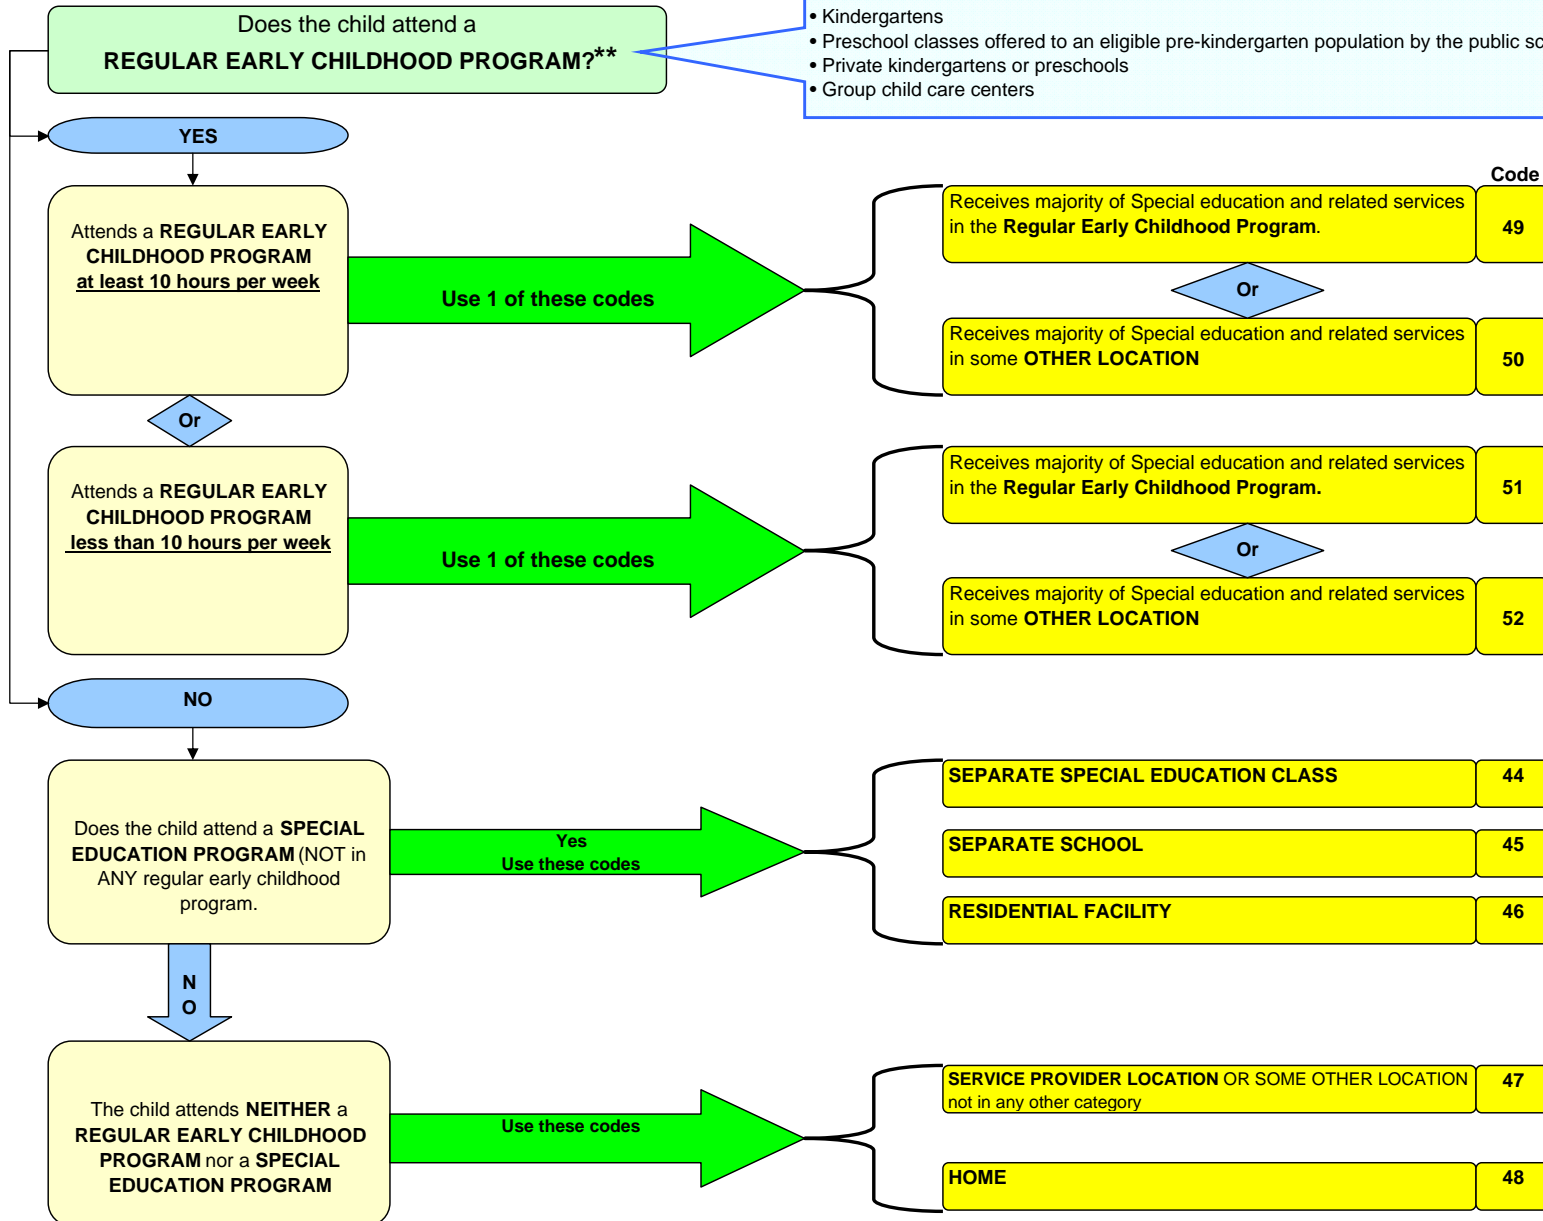 Does the child attend a
REGULAR EARLY CHILDHOOD PROGRAM?**
• Kindergartens
• Preschool classes offered to an eligible pre-kindergarten population by the public
• Private kindergartens or preschools
• Group child care centers
YES
Attends a REGULAR EARLY
CHILDHOOD PROGRAM
at least 10 hours per week
Use 1 of these codes
Code
Receives majority of Special education and related services
in the Regular Early Childhood Program.
49
Or
Receives majority of Special education and related services
in some OTHER LOCATION
50
Or
Attends a REGULAR EARLY
CHILDHOOD PROGRAM
less than 10 hours per week
Use 1 of these codes
Receives majority of Special education and related services
in the Regular Early Childhood Program.
51
Or
Receives majority of Special education and related services
in some OTHER LOCATION
52
NO
Does the child attend a SPECIAL
EDUCATION PROGRAM (NOT in
ANY regular early childhood
program.
Yes
Use these codes
SEPARATE SPECIAL EDUCATION CLASS
44
SEPARATE SCHOOL
45
RESIDENTIAL FACILITY
46
N
O
The child attends NEITHER a
REGULAR EARLY CHILDHOOD
PROGRAM nor a SPECIAL
EDUCATION PROGRAM
Use these codes
SERVICE PROVIDER LOCATION OR SOME OTHER LOCATION
not in any other category
47
HOME
48